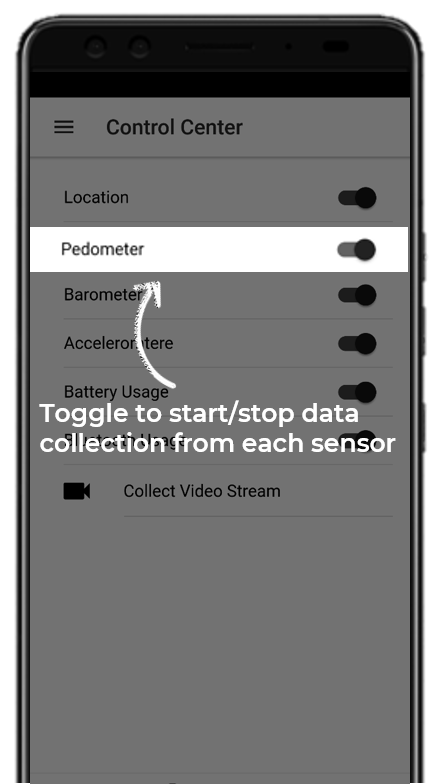 Control Center
Location
Pedometer
Barometer
Battery Usage
Toggle to start/stop data
collection from each sensor
Collect Video Stream